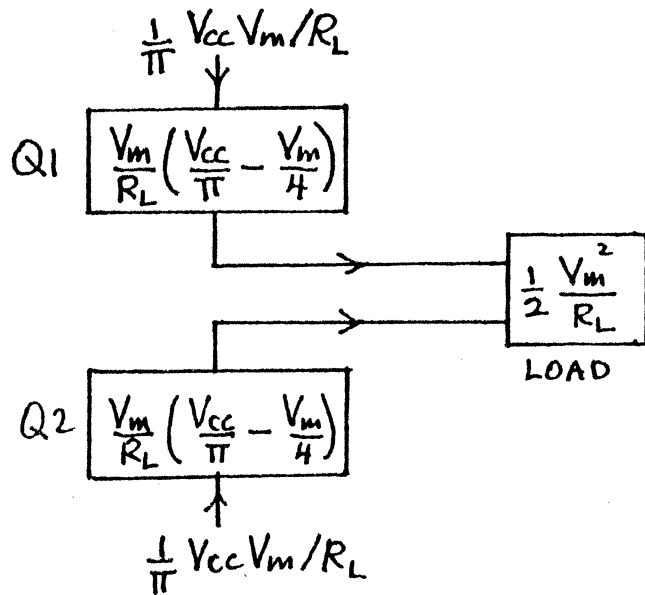 1/π Vcc Vm/RL
Q1
Vm/RL (Vcc/π − Vm/4)
1/2 Vm²/RL
LOAD
Q2
Vm/RL (Vcc/π − Vm/4)
1/π Vcc Vm/RL